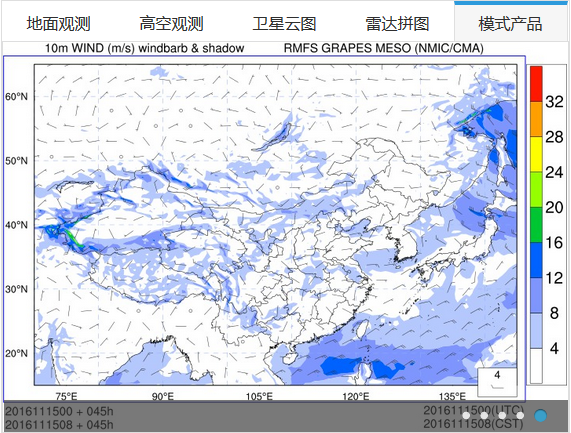 地面观测 高空观测 卫星云图 雷达拼图 模式产品
10m WIND (m/s) windbarb & shadow RMFS GRAPES MESO (NMIC/CMA)
60°N
50°N
40°N
30°N
20°N
32
28
24
20
16
12
8
4
4
75°E 90°E 105°E 120°E 135°E
2016111500 + 045h 2016111500(UTC)
2016111508 + 045h 2016111508(CST)